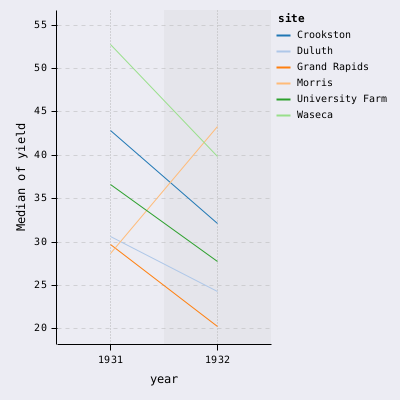 site
Crookston
Duluth
Grand Rapids
Morris
University Farm
Waseca
Median of yield
55
50
45
40
35
30
25
20
1931
1932
year